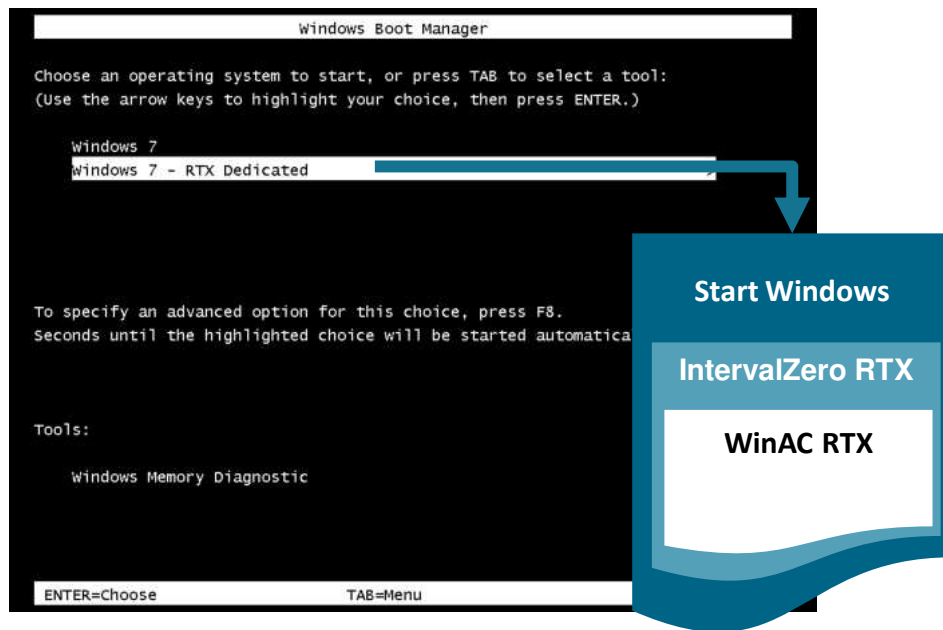 Windows Boot Manager
Choose an operating system to start, or press TAB to select a tool:
(Use the arrow keys to highlight your choice, then press ENTER.)
Windows 7
Windows 7 - RTX Dedicated
To specify an advanced option for this choice, press F8.
Seconds until the highlighted choice will be started automatica
Tools:
Windows Memory Diagnostic
ENTER=Choose TAB=Menu
Start Windows
IntervalZero RTX
WinAC RTX